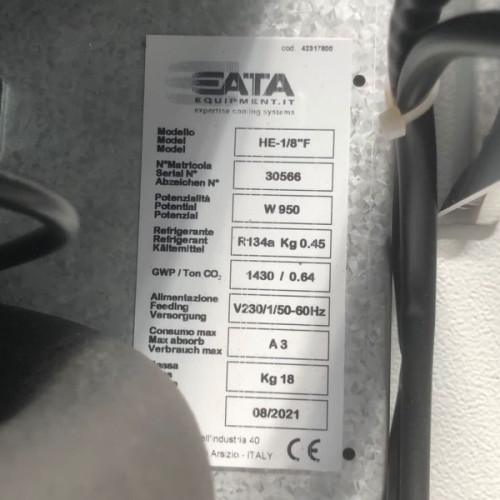 cod. 42317800
EATA
EQUIPMENT.IT
expertise cooling systems
Modello
Model
Model
HE-1/8"F
N°Matricola
Serial N°
Abzeichen N°
30566
Potenzialità
Potential
Potenzial
W 950
Refrigerante
Refrigerant
Kältemittel
R134a Kg 0.45
GWP / Ton CO2
1430 / 0.64
Alimentazione
Feeding
Versorgung
V230/1/50-60Hz
Consumo max
Max absorb
Verbrauch max
A 3
Kg 18
08/2021
ell'industria 40
Arsizio - ITALY CE